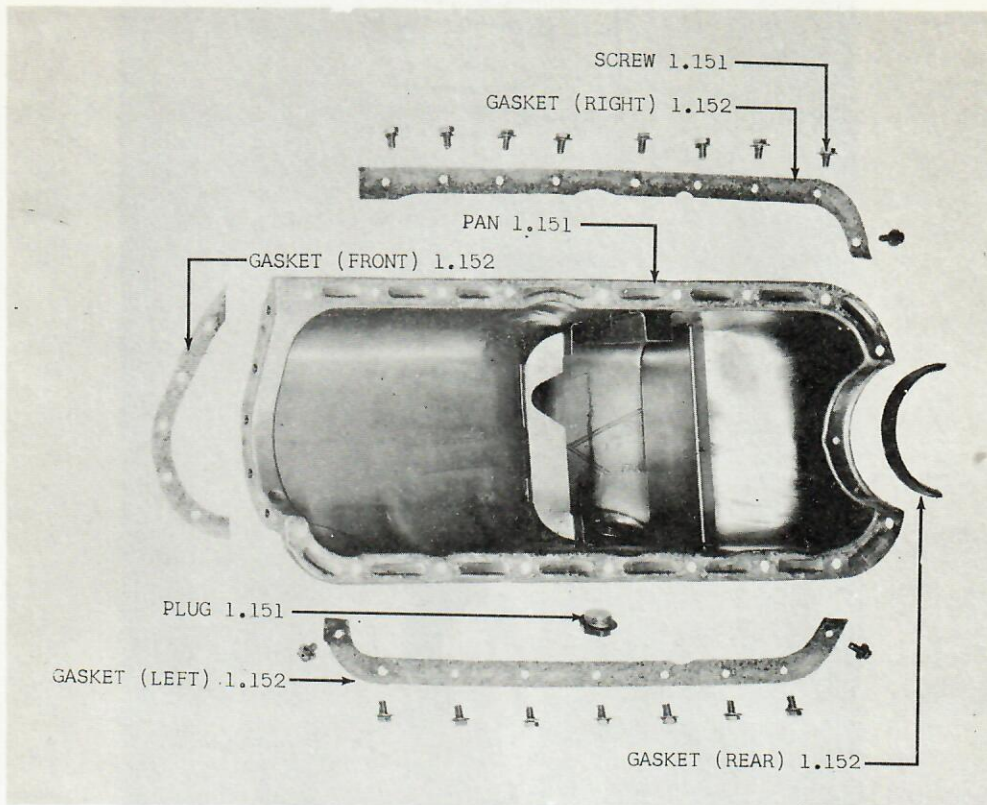 SCREW 1.151
GASKET (RIGHT) 1.152
PAN 1.151
GASKET (FRONT) 1.152
PLUG 1.151
GASKET (LEFT) 1.152
GASKET (REAR) 1.152